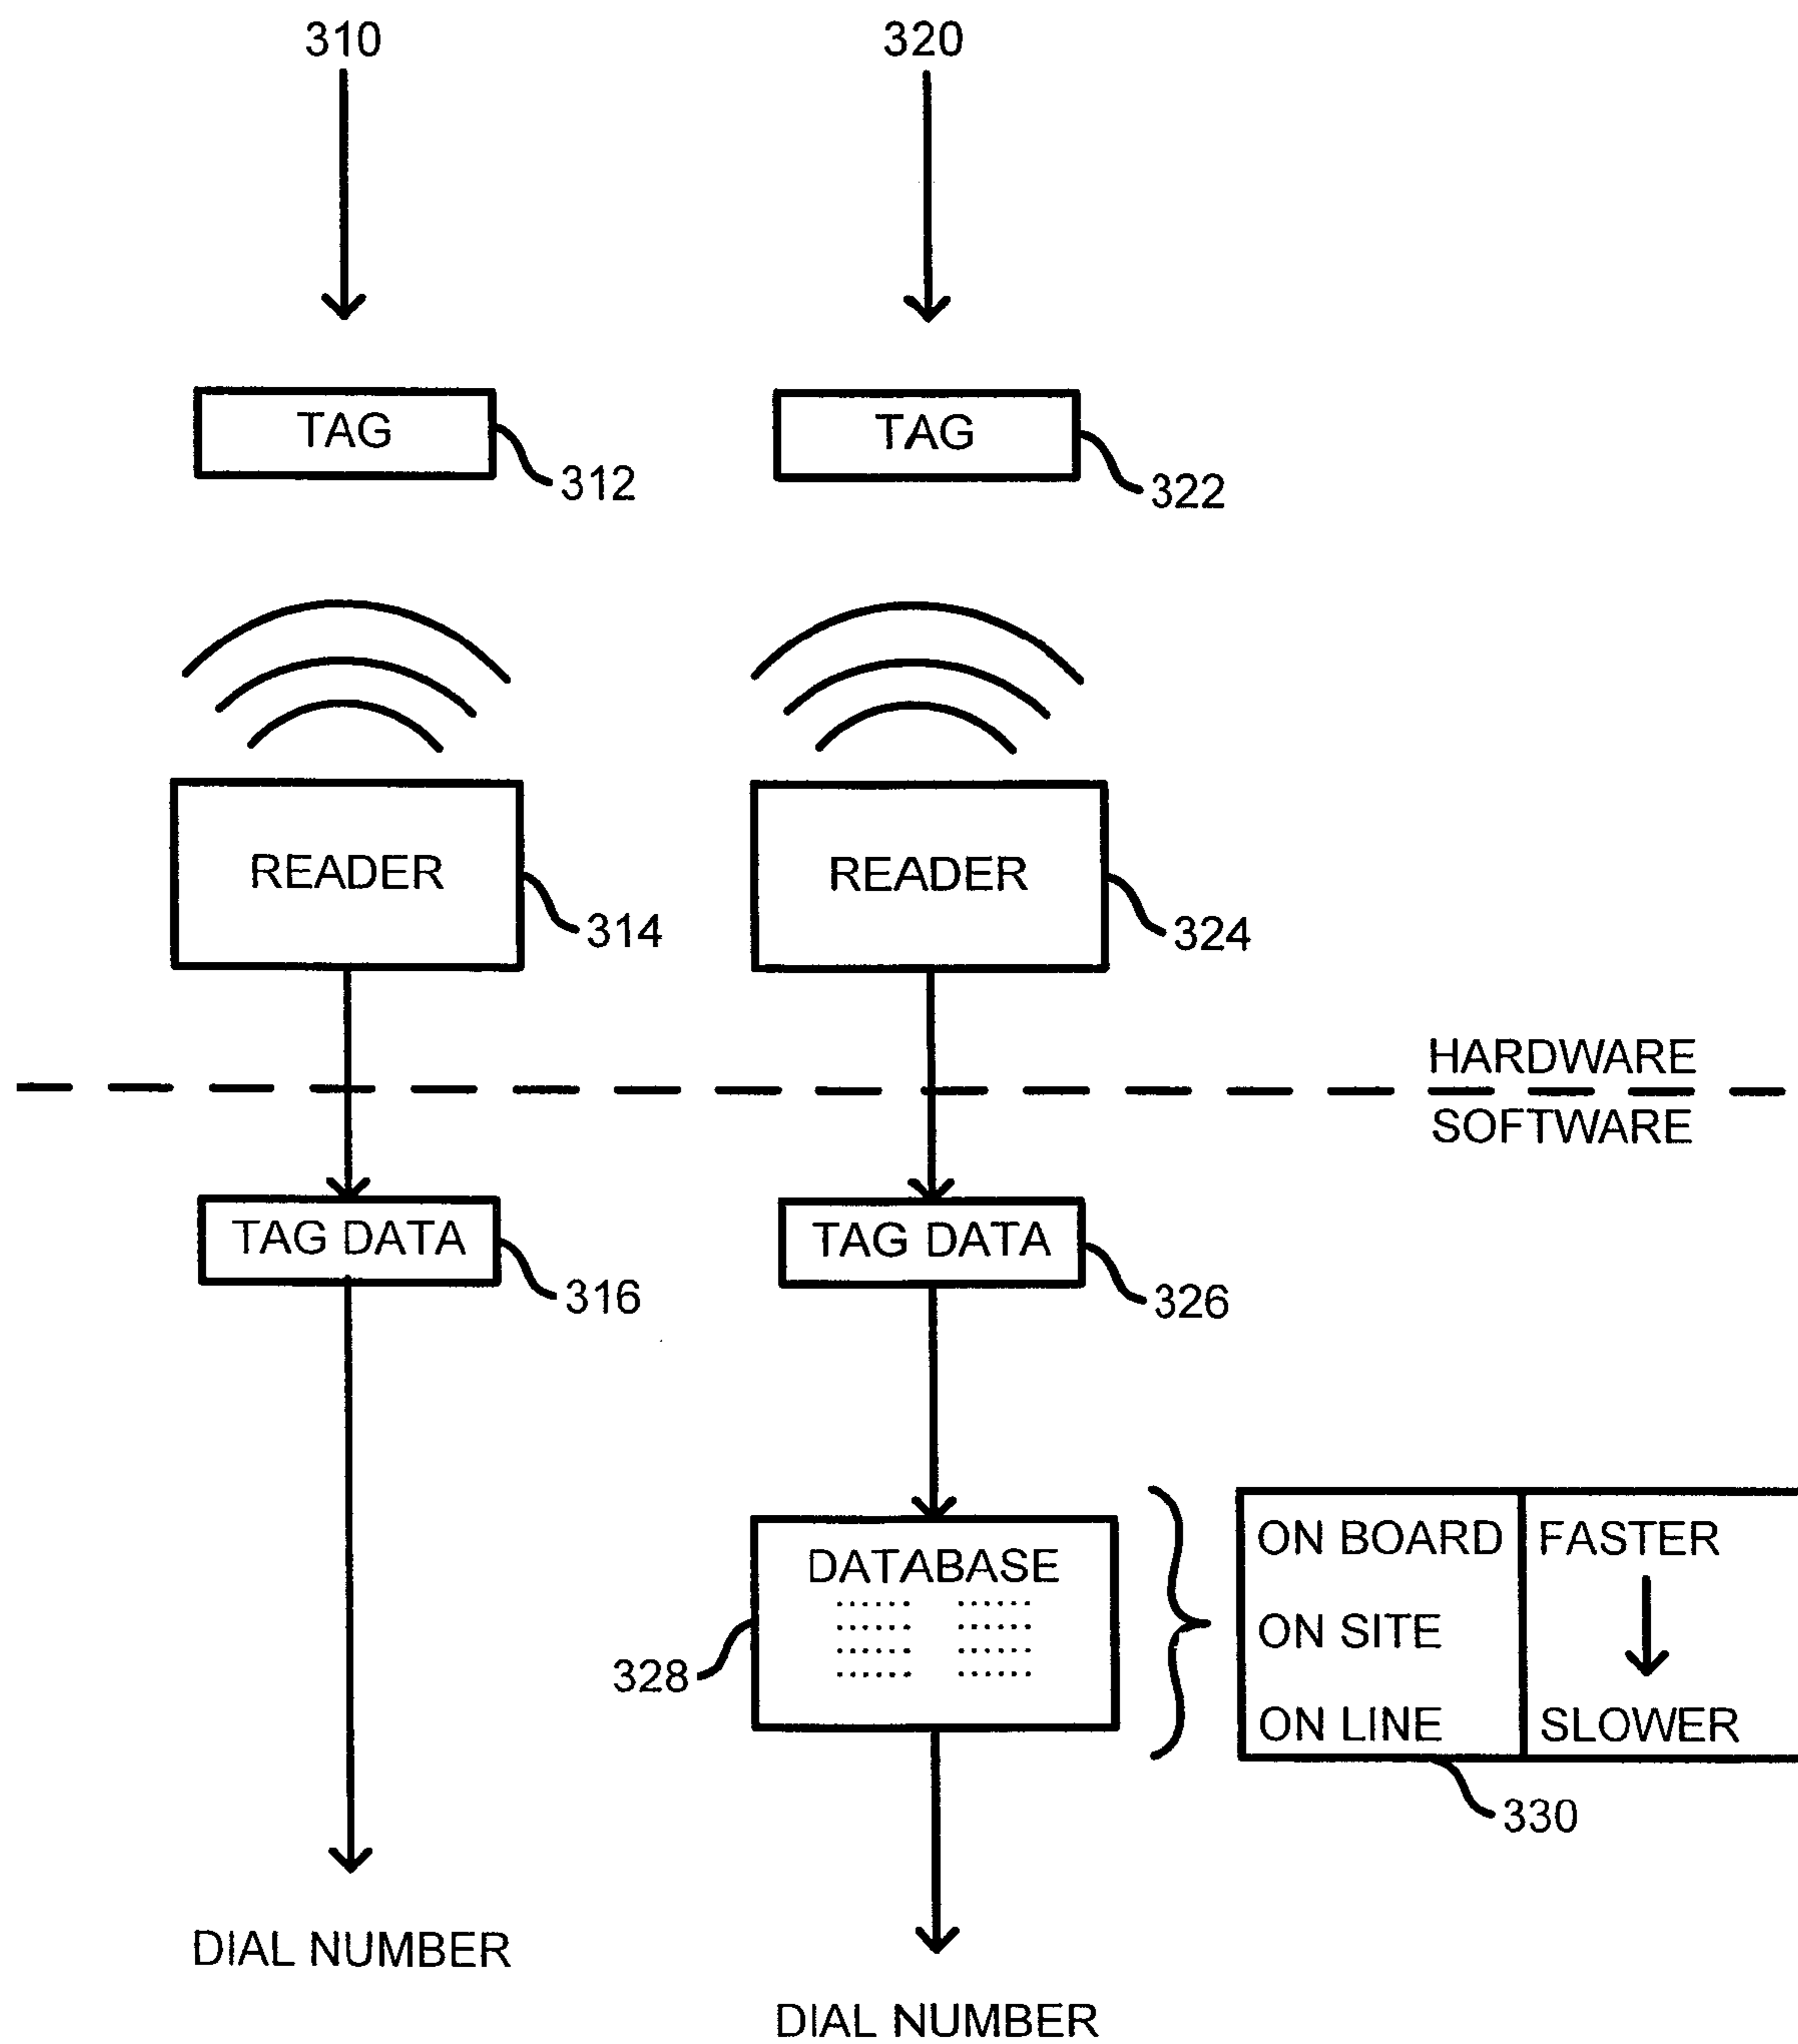 310
320
TAG
TAG
312
322
READER
READER
314
324
HARDWARE
SOFTWARE
TAG DATA
TAG DATA
316
326
DATABASE
328
ON BOARD
FASTER
ON SITE
ON LINE
SLOWER
330
DIAL NUMBER
DIAL NUMBER